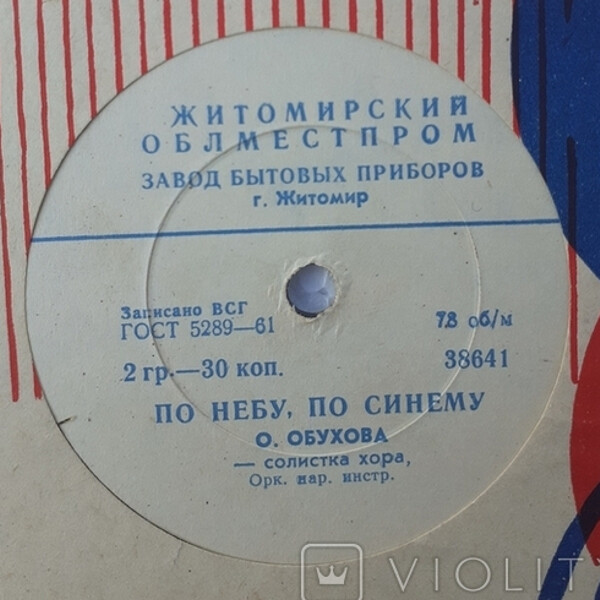 ЖИТОМИРСКИЙ
ОБЛМЕСТПРОМ
ЗАВОД БЫТОВЫХ ПРИБОРОВ
г. Житомир
Записано ВСГ
ГОСТ 5289—61
78 об/м
2 гр.—30 коп.
38641
ПО НЕБУ, ПО СИНЕМУ
О. ОБУХОВА
— солистка хора,
Орк. нар. инстр.
VIOLITY